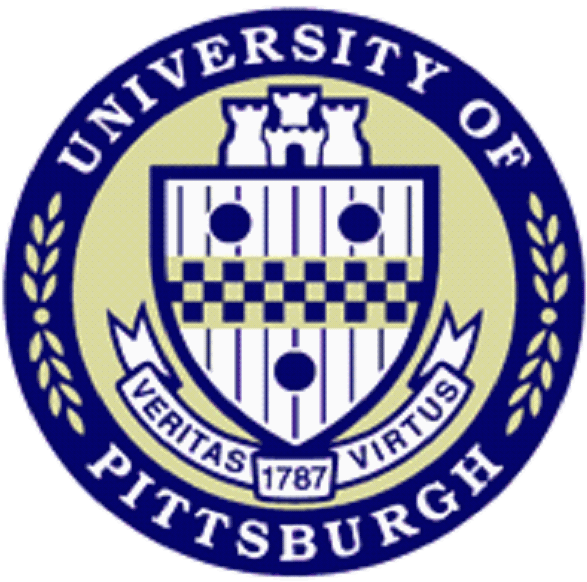 UNIVERSITY OF
VERITAS
1787
VIRTUS
PITTSBURGH